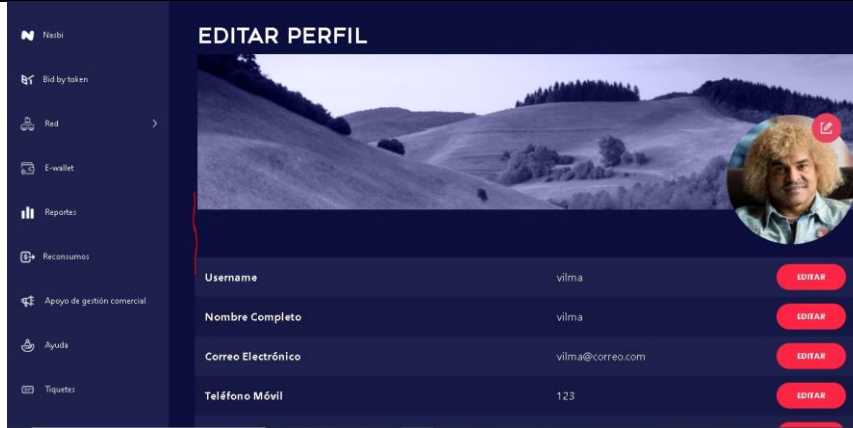 Nasbi
EDITAR PERFIL
Bid by token
Red
E-wallet
Reportes
Reconsumos
Apoyo de gestión comercial
Ayuda
Tiquetes
Username vilma EDITAR
Nombre Completo vilma EDITAR
Correo Electrónico vilma@correo.com EDITAR
Teléfono Móvil 123 EDITAR